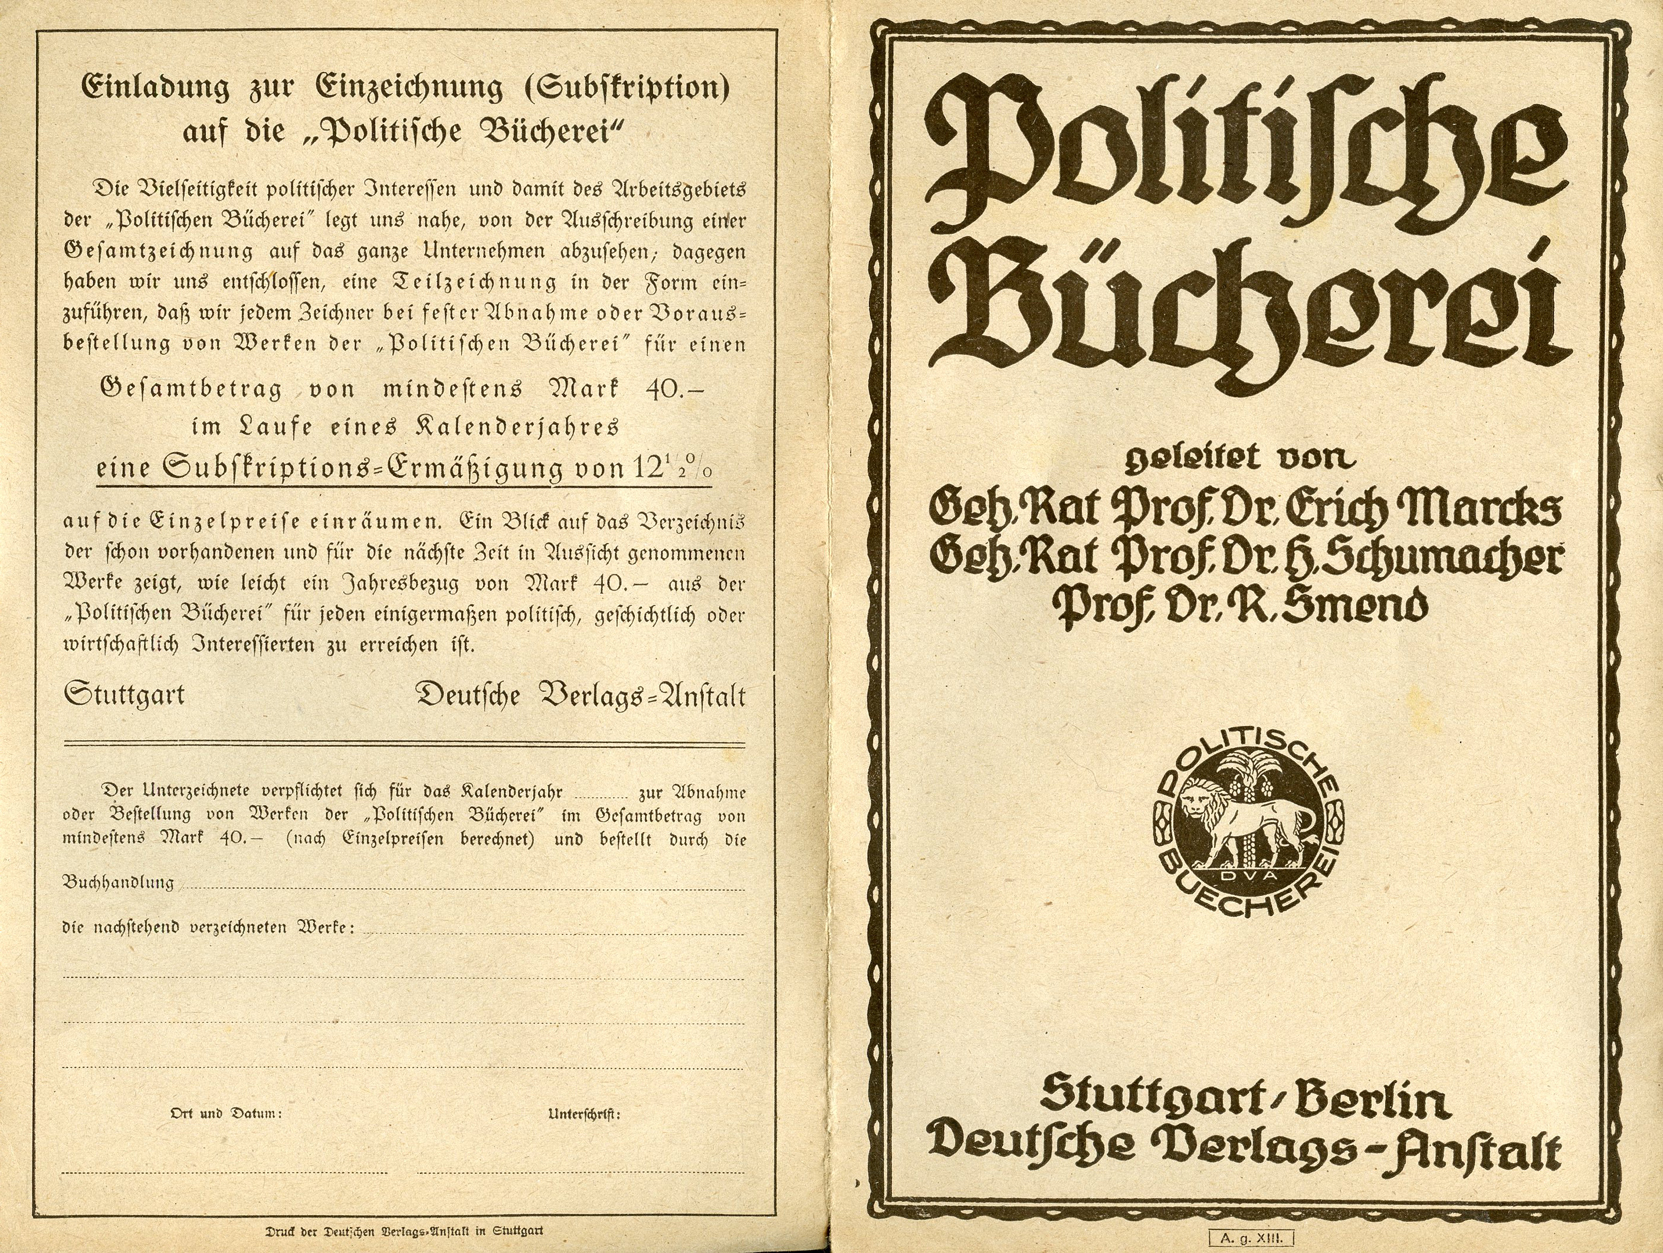 Einladung zur Einzeichnung (Subskription)
auf die „Politische Bücherei“
Die Vielseitigkeit politischer Interessen und damit des Arbeitsgebiets
der „Politischen Bücherei“ legt uns nahe, von der Ausschreibung einer
Gesamtzeichnung auf das ganze Unternehmen abzusehen; dagegen
haben wir uns entschlossen, eine Teilzeichnung in der Form ein-
zuführen, daß wir jedem Zeichner bei fester Abnahme oder Voraus-
bestellung von Werken der „Politischen Bücherei“ für einen
Gesamtbetrag von mindestens Mark 40.—
im Laufe eines Kalenderjahres
eine Subskriptions-Ermäßigung von 12½%
auf die Einzelpreise einräumen. Ein Blick auf das Verzeichnis
der schon vorhandenen und für die nächste Zeit in Aussicht genommenen
Werke zeigt, wie leicht ein Jahresbezug von Mark 40.— aus der
„Politischen Bücherei“ für jeden einigermaßen politisch, geschichtlich oder
wirtschaftlich Interessierten zu erreichen ist.
Stuttgart Deutsche Verlags-Anstalt
Der Unterzeichnete verpflichtet sich für das Kalenderjahr ............ zur Abnahme
oder Bestellung von Werken der „Politischen Bücherei“ im Gesamtbetrag von
mindestens Mark 40.— (nach Einzelpreisen berechnet) und bestellt durch die
Buchhandlung
die nachstehend verzeichneten Werke:
Ort und Datum: Unterschrift:
Druck der Deutschen Verlags-Anstalt in Stuttgart
Politische
Bücherei
geleitet von
Geh. Rat Prof. Dr. Erich Marcks
Geh. Rat Prof. Dr. H. Schumacher
Prof. Dr. R. Smend
POLITISCHE
DVA
BUECHEREI
Stuttgart / Berlin
Deutsche Verlags-Anstalt
A. g. XIII.